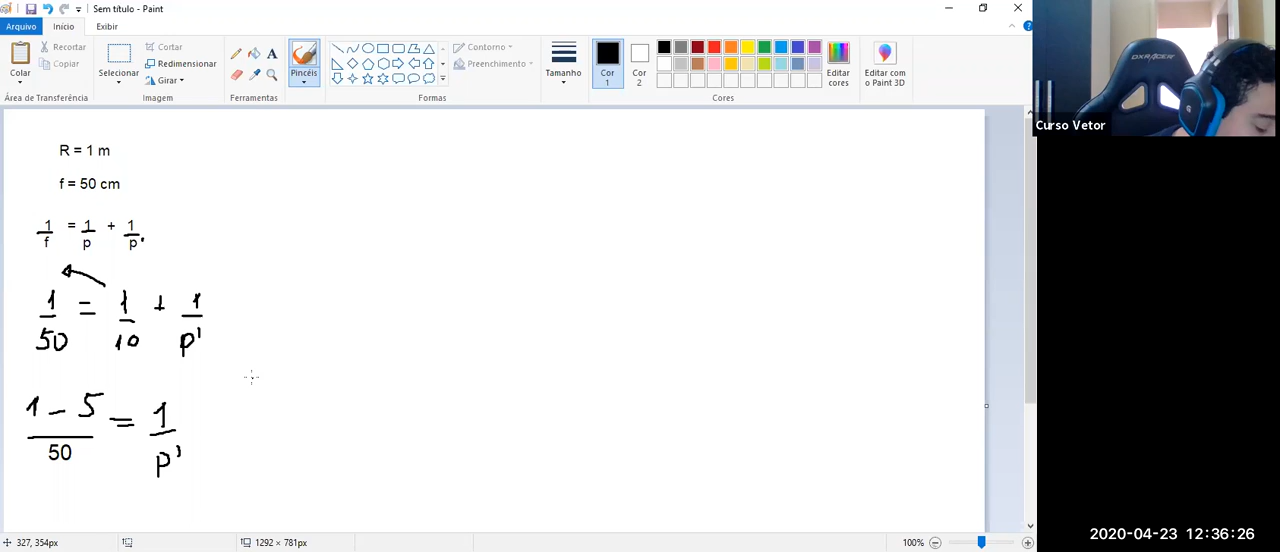 Sem título - Paint
Arquivo Início Exibir
Colar
Recortar
Copiar
Área de Transferência
Selecionar
Cortar
Redimensionar
Girar
Imagem
Ferramentas
Pincéis
Contorno
Preenchimento
Formas
Tamanho
Cor 1
Cor 2
Editar cores
Editar com o Paint 3D
Cores
DXRACER
Curso Vetor
R = 1 m
f = 50 cm
1/f = 1/p + 1/p'
1/50 = 1/10 + 1/p'
1 - 5/50 = 1/p'
327, 354px
1292 × 781px
100%
2020-04-23 12:36:26